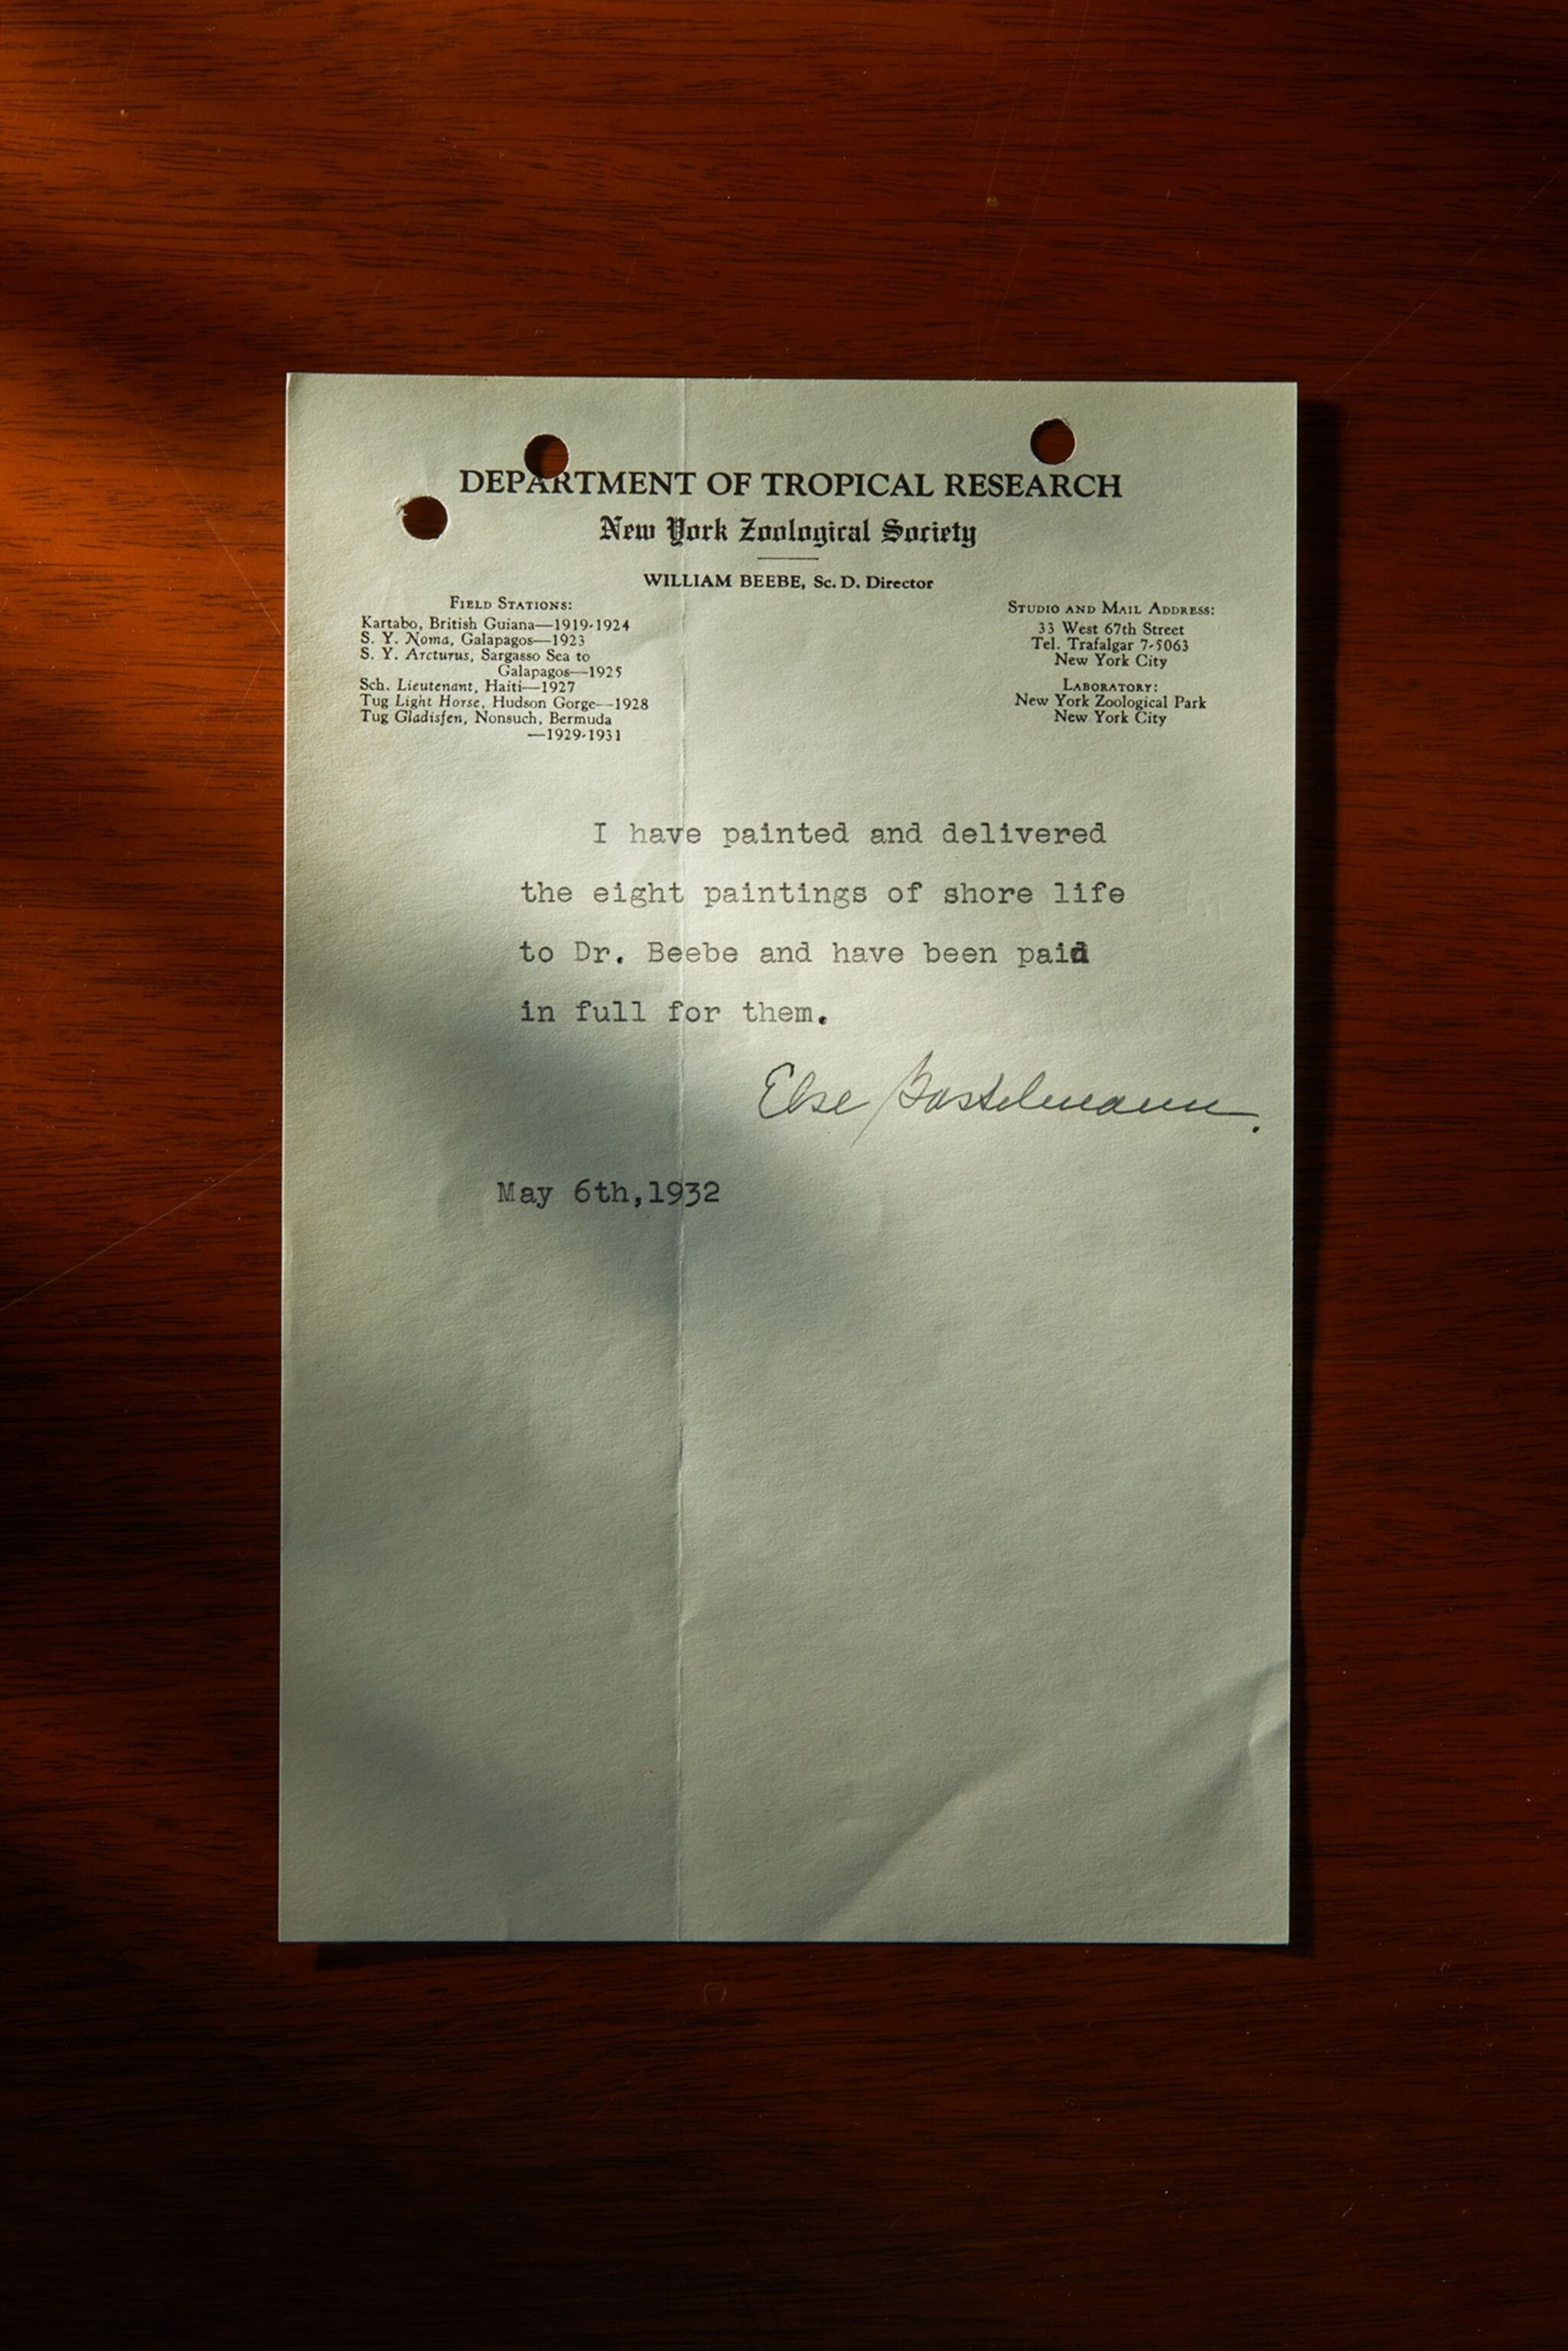 DEPARTMENT OF TROPICAL RESEARCH
New York Zoological Society
WILLIAM BEEBE, Sc. D. Director
FIELD STATIONS:
Kartabo, British Guiana—1919-1924
S. Y. Noma, Galapagos—1923
S. Y. Arcturus, Sargasso Sea to
Galapagos—1925
Sch. Lieutenant, Haiti—1927
Tug Light Horse, Hudson Gorge—1928
Tug Gladisfen, Nonsuch, Bermuda
—1929-1931
STUDIO AND MAIL ADDRESS:
33 West 67th Street
Tel. Trafalgar 7-5063
New York City
LABORATORY:
New York Zoological Park
New York City
I have painted and delivered
the eight paintings of shore life
to Dr. Beebe and have been paid
in full for them.
Else Bostelmann.
May 6th,1932